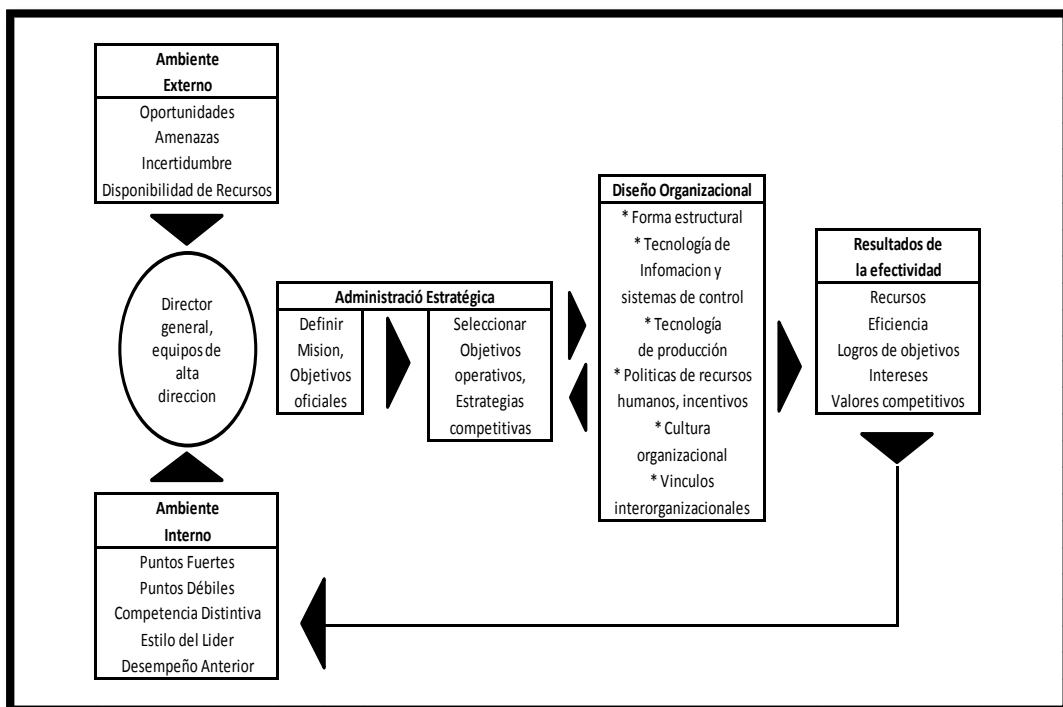 Ambiente
Externo
Oportunidades
Amenazas
Incertidumbre
Disponibilidad de Recursos
Director
general,
equipos de
alta
direccion
Ambiente
Interno
Puntos Fuertes
Puntos Débiles
Competencia Distintiva
Estilo del Lider
Desempeño Anterior
Administració Estratégica
Definir
Mision,
Objetivos
oficiales
Seleccionar
Objetivos
operativos,
Estrategias
competitivas
Diseño Organizacional
* Forma estructural
* Tecnología de
Infomacion y
sistemas de control
* Tecnología
de producción
* Politicas de recursos
humanos, incentivos
* Cultura
organizacional
* Vinculos
interorganizacionales
Resultados de
la efectividad
Recursos
Eficiencia
Logros de objetivos
Intereses
Valores competitivos